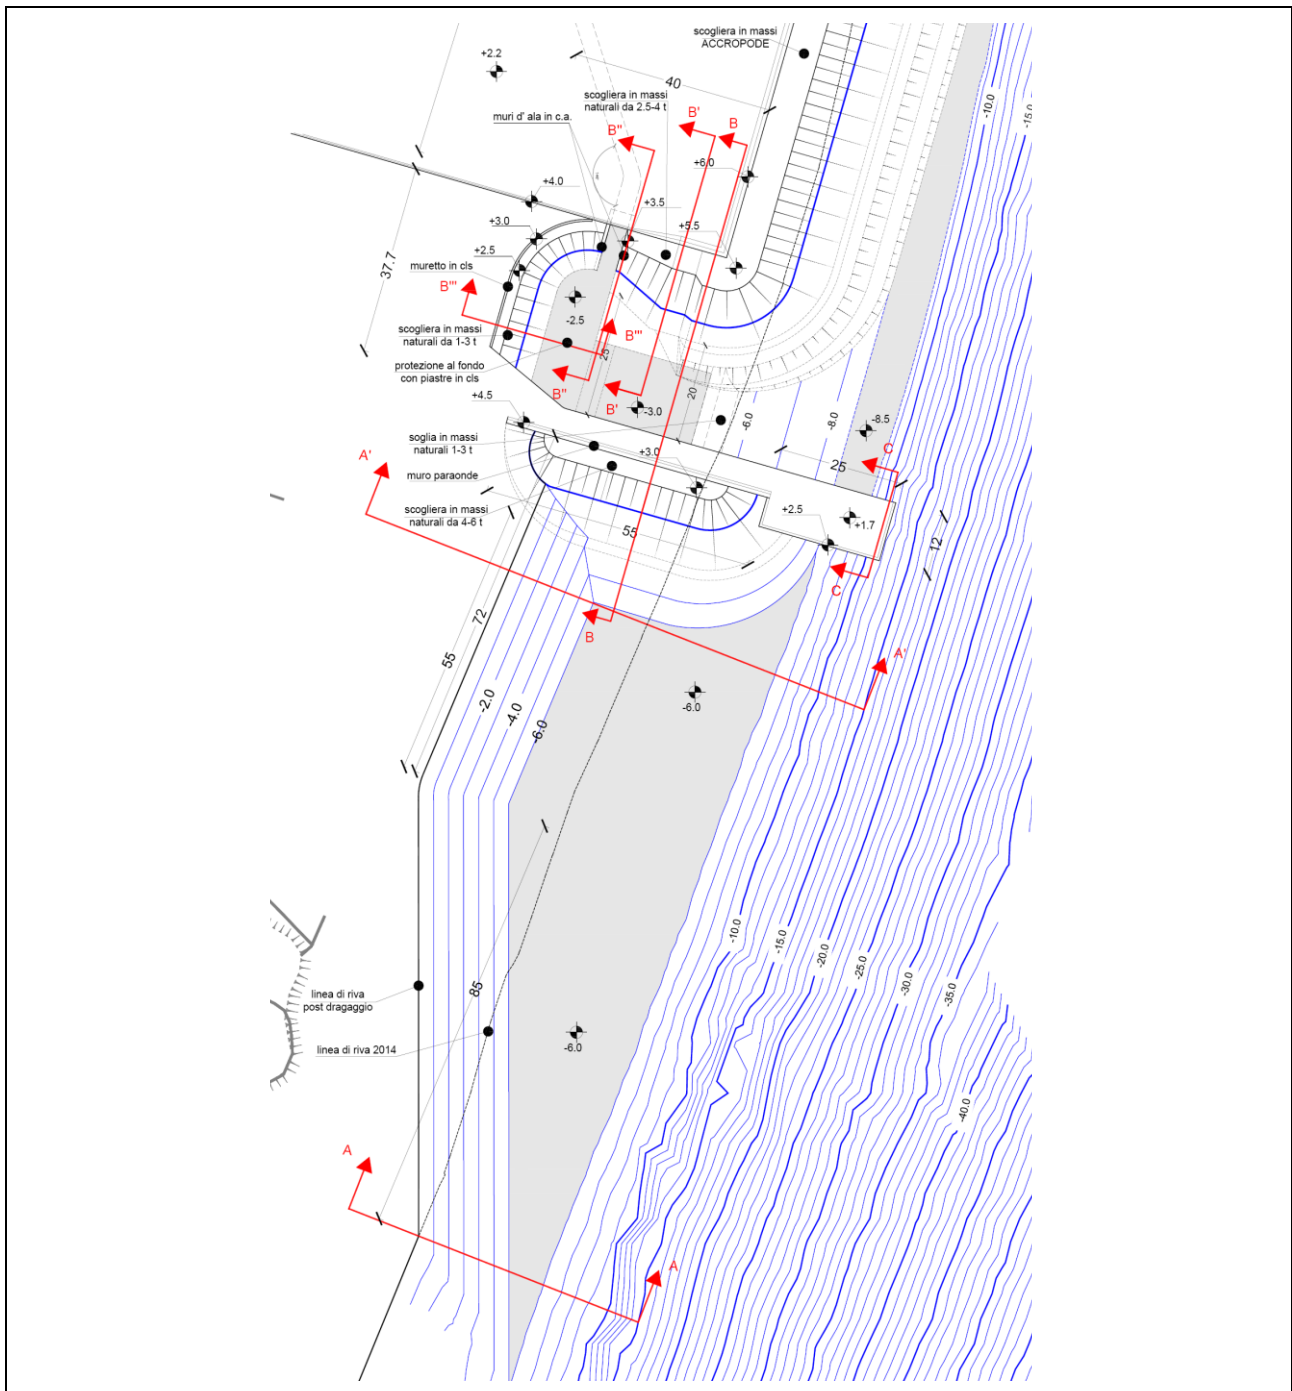 scogliera in massi
ACCROPODE
+2.2
40
scogliera in massi
naturali da 2.5-4 t
muri d' ala in c.a.
B'
B
B''
-10.0
-15.0
+6.0
+4.0
+3.5
+3.0
+5.5
+2.5
37.7
muretto in cls
B'''
-2.5
scogliera in massi
naturali da 1-3 t
B'''
25
protezione al fondo
con piastre in cls
B''
B'
20
+4.5
-3.0
-6.0
-8.0
-8.5
soglia in massi
naturali 1-3 t
+3.0
C
A'
25
muro paraonde
scogliera in massi
naturali da 4-6 t
+2.5
+1.7
55
12
C
72
B
55
A'
-2.0
-4.0
-6.0
-6.0
-10.0
-15.0
-20.0
-25.0
-30.0
-35.0
85
linea di riva
post dragaggio
linea di riva 2014
-6.0
-40.0
A
A